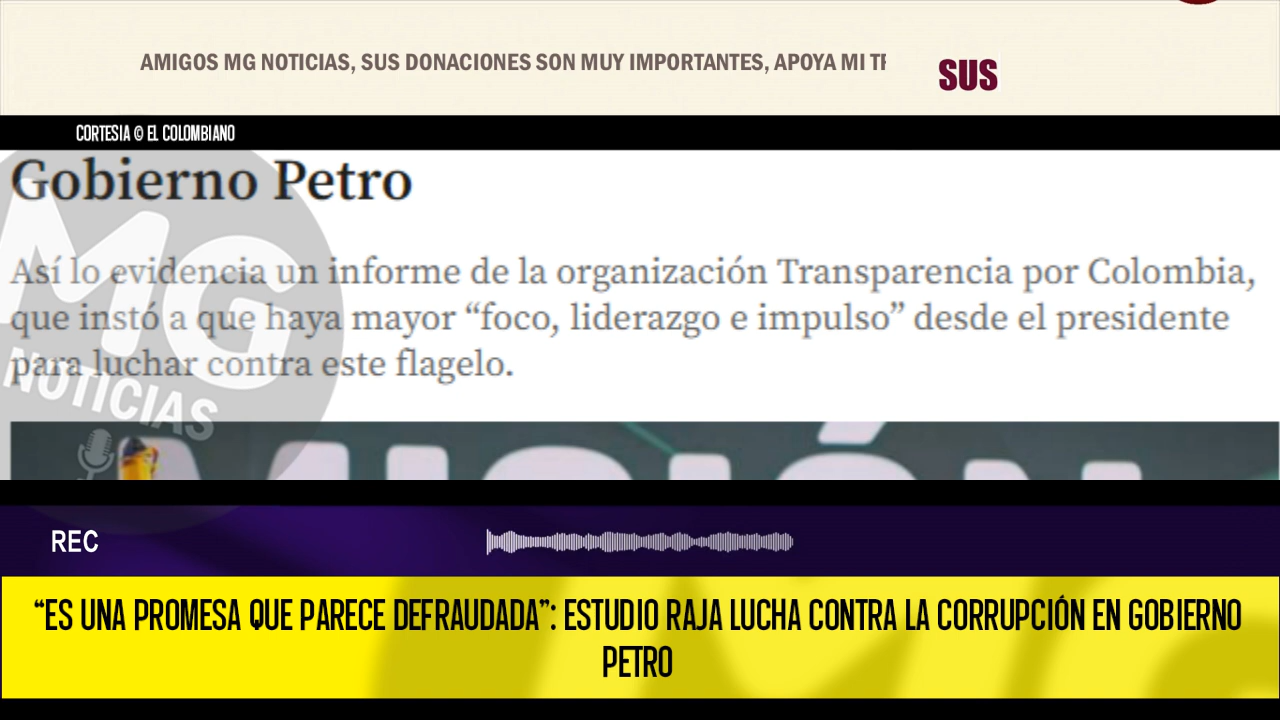 AMIGOS MG NOTICIAS, SUS DONACIONES SON MUY IMPORTANTES, APOYA MI
SUS
CORTESIA © EL COLOMBIANO
Gobierno Petro
Así lo evidencia un informe de la organización Transparencia por Colombia,
que instó a que haya mayor “foco, liderazgo e impulso” desde el presidente
para luchar contra este flagelo.
MG
NOTICIAS
REC
“ES UNA PROMESA QUE PARECE DEFRAUDADA”: ESTUDIO RAJA LUCHA CONTRA LA CORRUPCIÓN EN GOBIERNO
PETRO